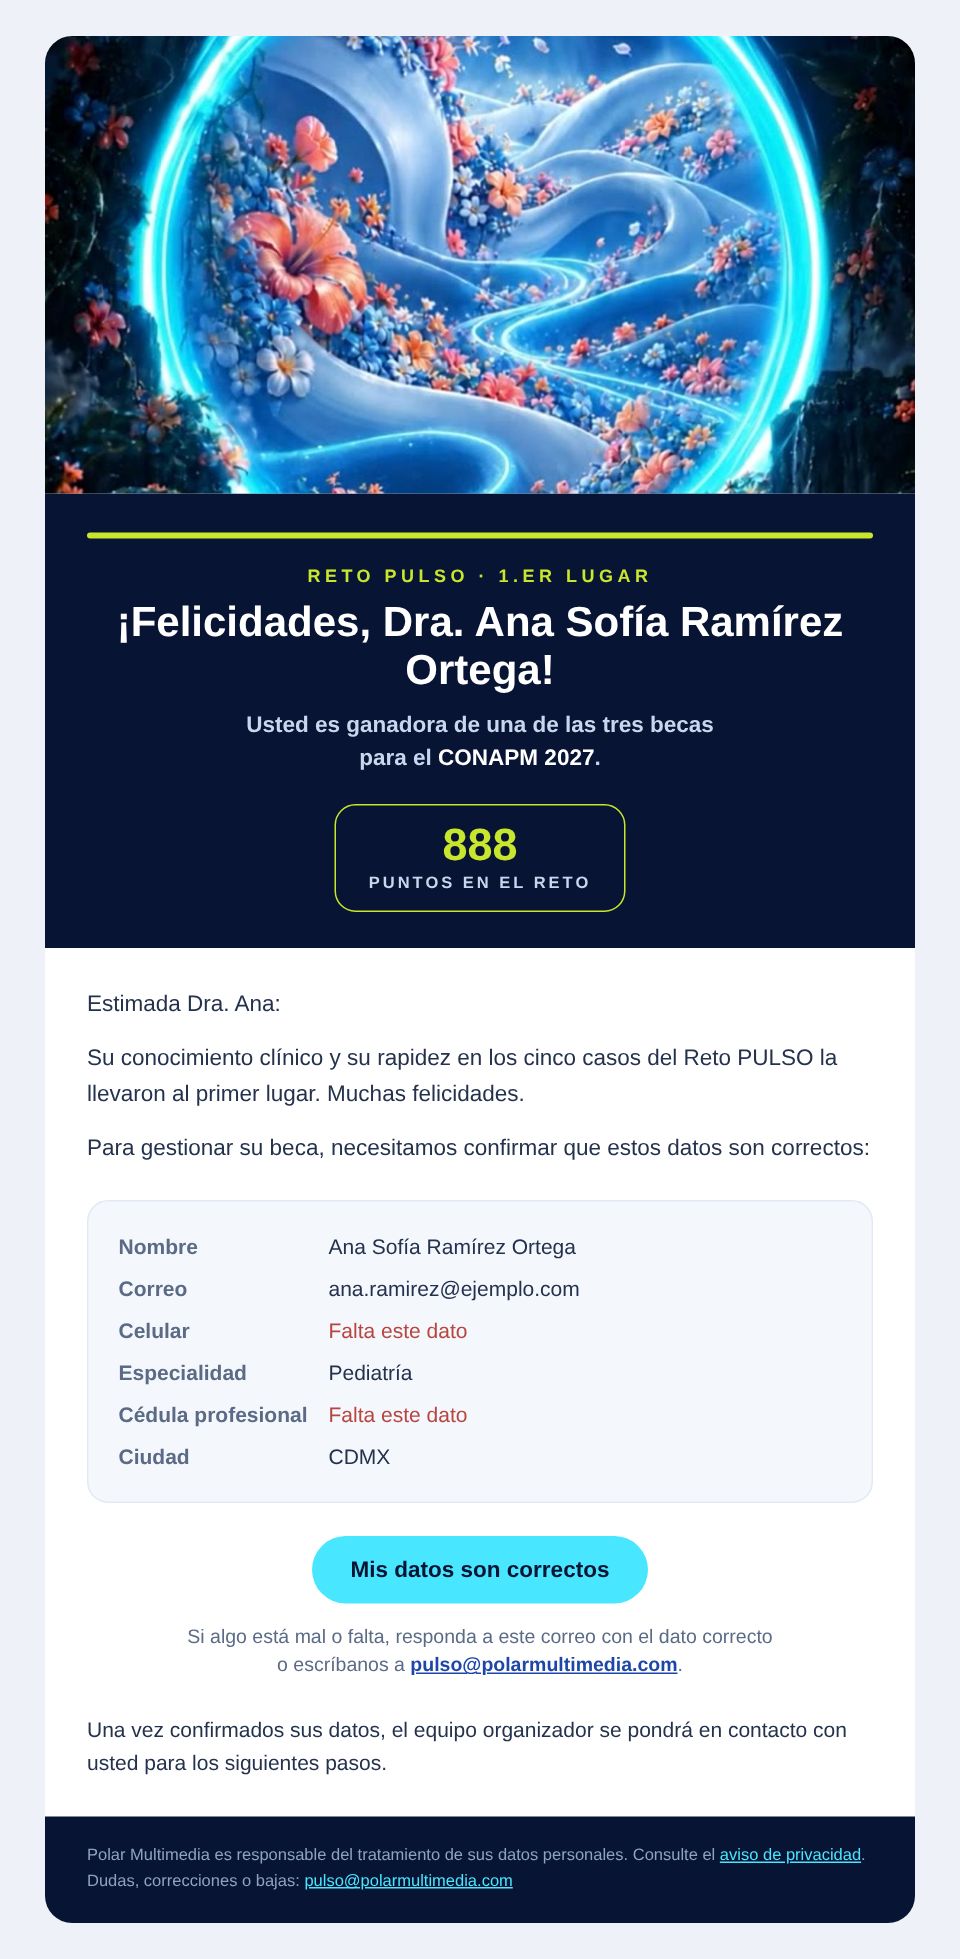 RETO PULSO · 1.ER LUGAR
¡Felicidades, Dra. Ana Sofía Ramírez
Ortega!
Usted es ganadora de una de las tres becas
para el CONAPM 2027.
888
PUNTOS EN EL RETO
Estimada Dra. Ana:
Su conocimiento clínico y su rapidez en los cinco casos del Reto PULSO la
llevaron al primer lugar. Muchas felicidades.
Para gestionar su beca, necesitamos confirmar que estos datos son correctos:
Nombre Ana Sofía Ramírez Ortega
Correo ana.ramirez@ejemplo.com
Celular Falta este dato
Especialidad Pediatría
Cédula profesional Falta este dato
Ciudad CDMX
Mis datos son correctos
Si algo está mal o falta, responda a este correo con el dato correcto
o escríbanos a pulso@polarmultimedia.com.
Una vez confirmados sus datos, el equipo organizador se pondrá en contacto con
usted para los siguientes pasos.
Polar Multimedia es responsable del tratamiento de sus datos personales. Consulte el aviso de privacidad.
Dudas, correcciones o bajas: pulso@polarmultimedia.com